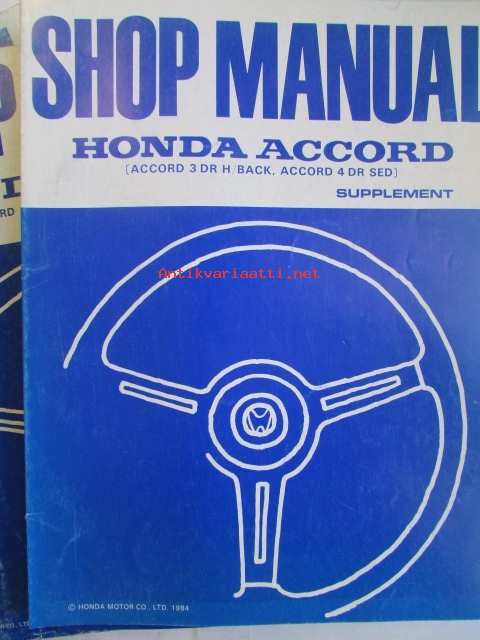 SHOP MANUAL
HONDA ACCORD
[ACCORD 3 DR H/BACK, ACCORD 4 DR SED]
SUPPLEMENT
Antikvariaatti.net
© HONDA MOTOR CO., LTD. 1984